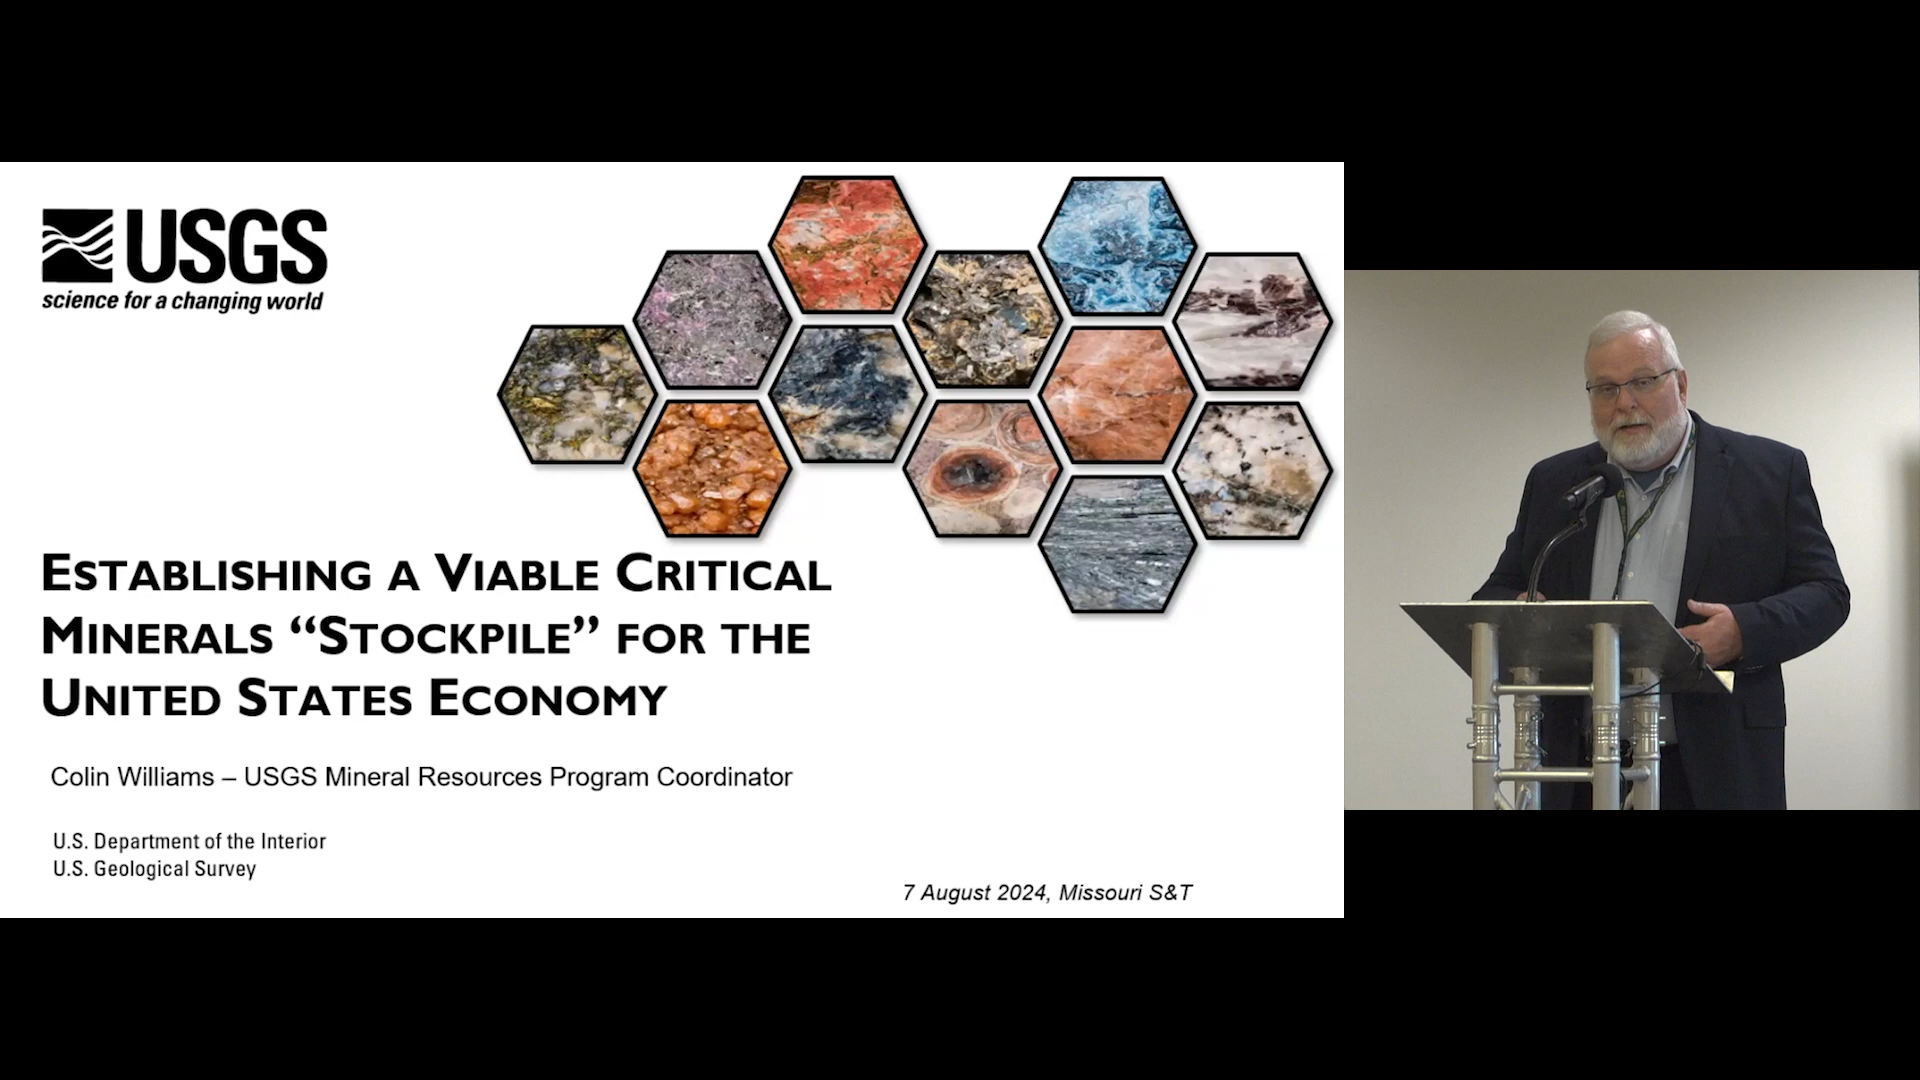 USGS
science for a changing world
ESTABLISHING A VIABLE CRITICAL
MINERALS “STOCKPILE” FOR THE
UNITED STATES ECONOMY
Colin Williams – USGS Mineral Resources Program Coordinator
U.S. Department of the Interior
U.S. Geological Survey
7 August 2024, Missouri S&T